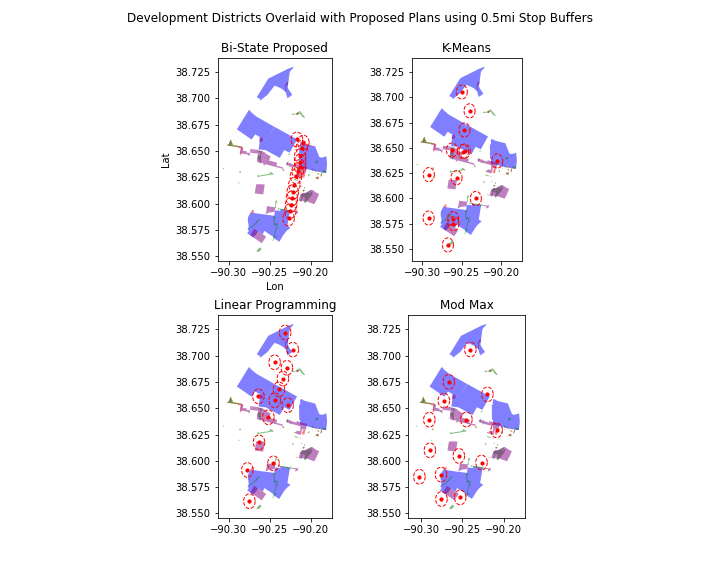 Development Districts Overlaid with Proposed Plans using 0.5mi Stop Buffers
Bi-State Proposed
K-Means
38.725
38.700
38.675
38.650
38.625
38.600
38.575
38.550
Lat
−90.30 −90.25 −90.20
Lon
38.725
38.700
38.675
38.650
38.625
38.600
38.575
38.550
−90.30 −90.25 −90.20
Linear Programming
Mod Max
38.725
38.700
38.675
38.650
38.625
38.600
38.575
38.550
−90.30 −90.25 −90.20
38.725
38.700
38.675
38.650
38.625
38.600
38.575
38.550
−90.30 −90.25 −90.20